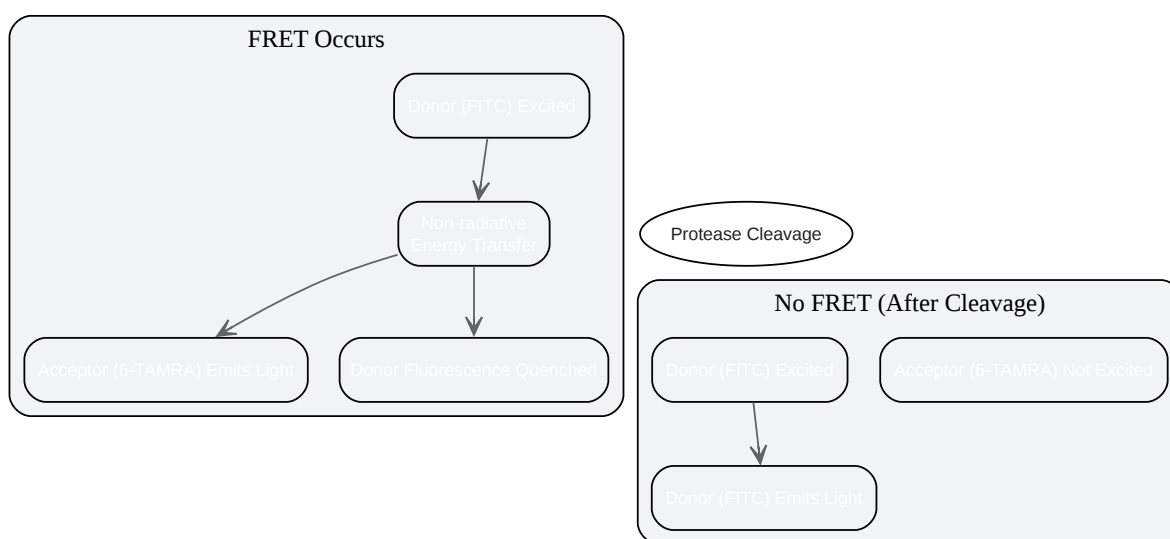 FRET Occurs
Donor (FITC) Excited
Non-radiative
Energy Transfer
Acceptor (6-TAMRA) Emits Light
Donor Fluorescence Quenched
Protease Cleavage
No FRET (After Cleavage)
Donor (FITC) Excited
Acceptor (6-TAMRA) Not Excited
Donor (FITC) Emits Light